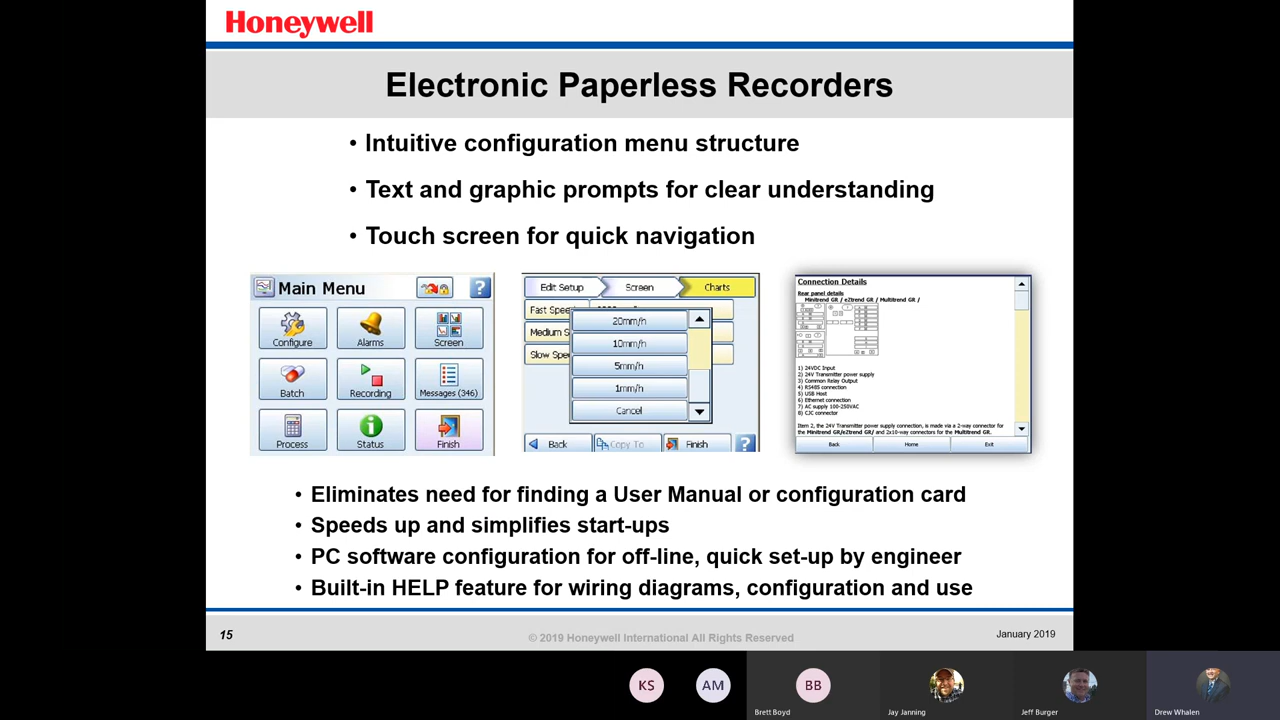 Honeywell
Electronic Paperless Recorders
• Intuitive configuration menu structure
• Text and graphic prompts for clear understanding
• Touch screen for quick navigation
Main Menu
?
Configure
Alarms
Screen
Batch
Recording
Messages (346)
Process
Status
Finish
Edit Setup
Screen
Charts
Fast Spee
Medium S
Slow Spe
20mm/h
10mm/h
5mm/h
1mm/h
Cancel
Back
Copy To
Finish
?
Connection Details
Rear panel details
Minitrend GR / eZtrend GR / Multitrend GR /
1) 24VDC Input
2) 24V Transmitter power supply
3) Common Relay Output
4) RS485 connection
5) USB Host
6) Ethernet connection
7) AC supply 100-250VAC
8) CJC connector
Item 2, the 24V Transmitter power supply connection, is made via a 2-way connector for
the Minitrend GR/eZtrend GR/ and 2x10-way connectors for the Multitrend GR.
Back
Home
Exit
• Eliminates need for finding a User Manual or configuration card
• Speeds up and simplifies start-ups
• PC software configuration for off-line, quick set-up by engineer
• Built-in HELP feature for wiring diagrams, configuration and use
15
© 2019 Honeywell International All Rights Reserved
January 2019
KS
AM
BB
Brett Boyd
Jay Janning
Jeff Burger
Drew Whalen